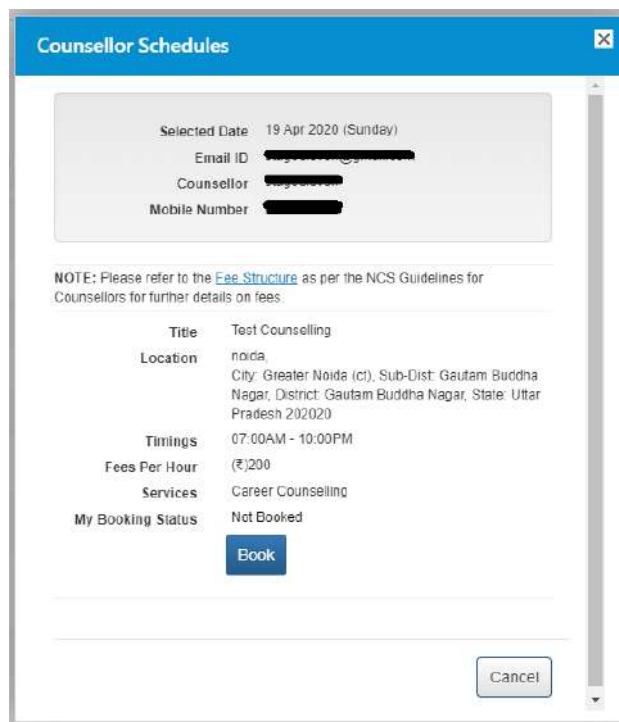 Counsellor Schedules
Selected Date 19 Apr 2020 (Sunday)
Email ID
Counsellor
Mobile Number
NOTE: Please refer to the Fee Structure as per the NCS Guidelines for
Counsellors for further details on fees.
Title Test Counselling
Location noida,
City: Greater Noida (ct), Sub-Dist: Gautam Buddha
Nagar, District: Gautam Buddha Nagar, State: Uttar
Pradesh 202020
Timings 07:00AM - 10:00PM
Fees Per Hour (₹)200
Services Career Counselling
My Booking Status Not Booked
Book
Cancel